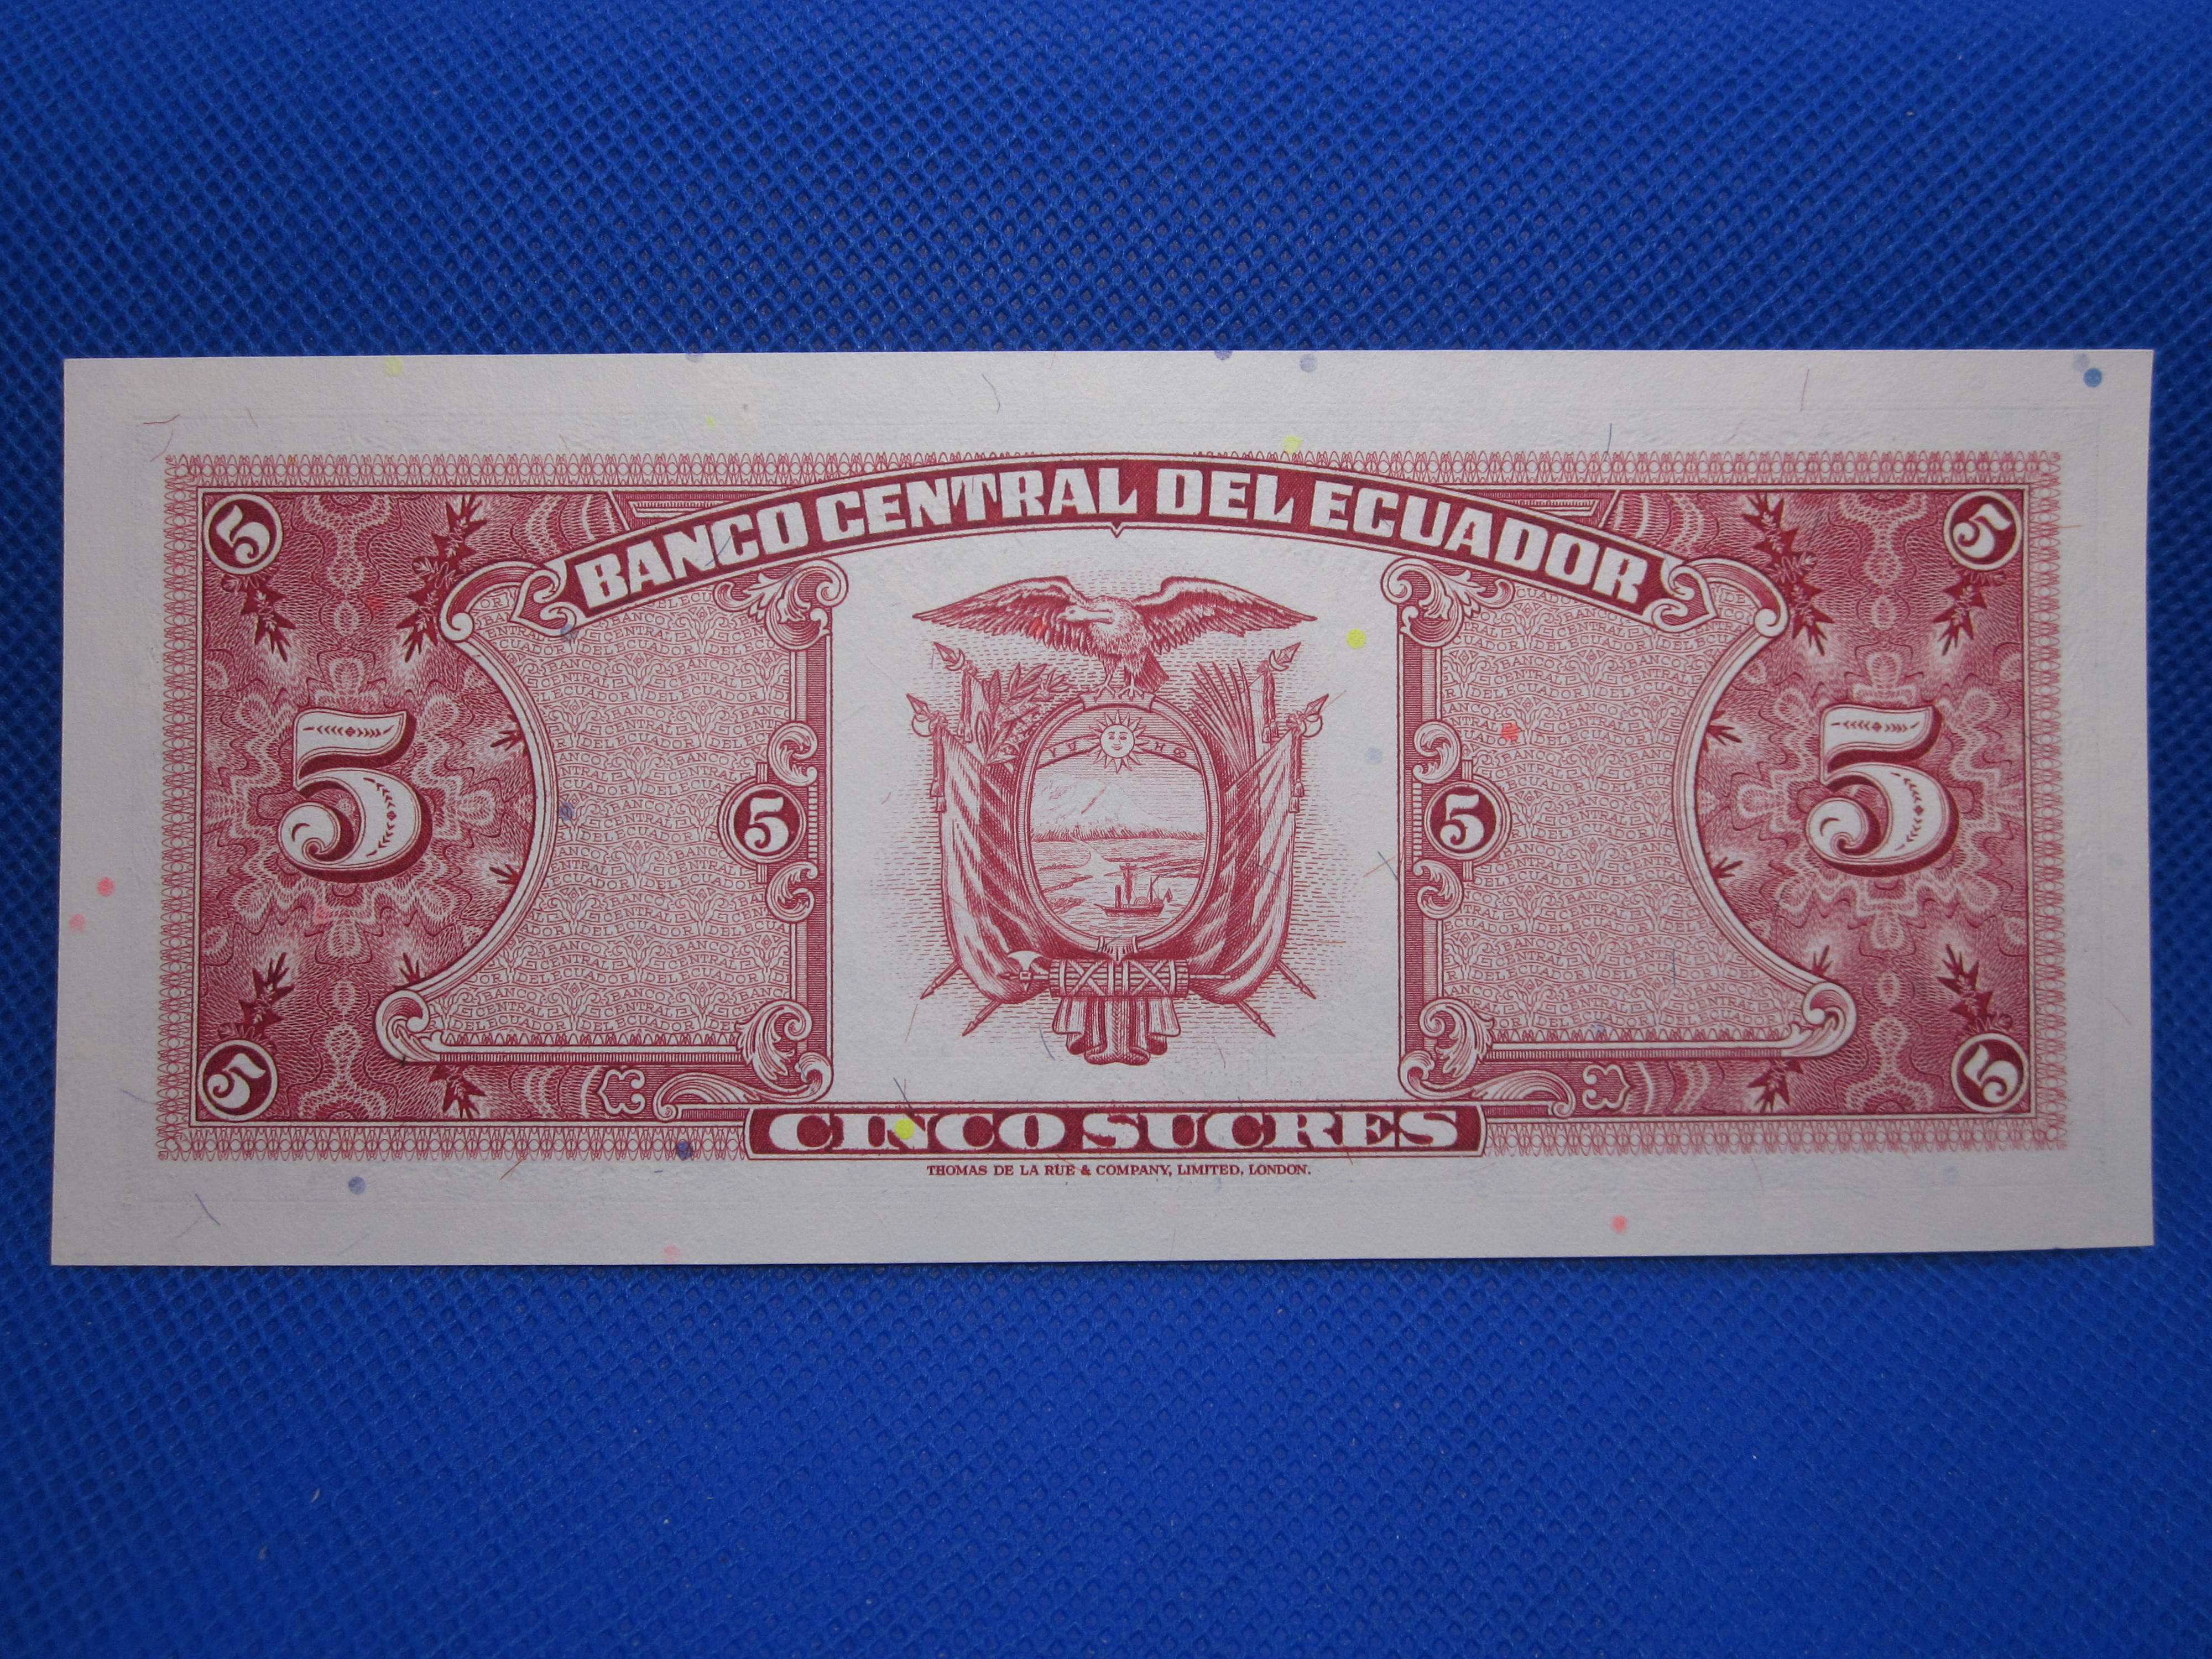 BANCO CENTRAL DEL ECUADOR
5 5
5 5
5 5
5 5
CINCO SUCRES
THOMAS DE LA RUE & COMPANY, LIMITED, LONDON.